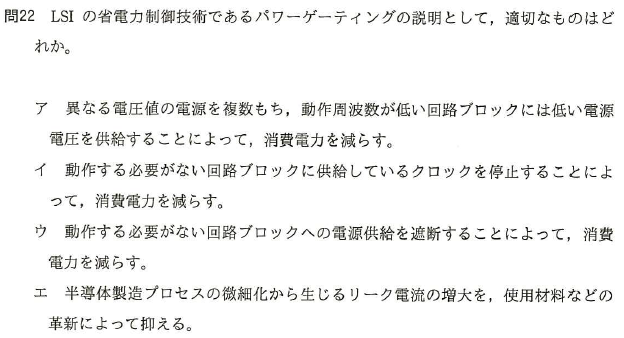 問22 LSI の省電力制御技術であるパワーゲーティングの説明として,適切なものはど
れか。
ア 異なる電圧値の電源を複数もち,動作周波数が低い回路ブロックには低い電源
電圧を供給することによって,消費電力を減らす。
イ 動作する必要がない回路ブロックに供給しているクロックを停止することによ
って,消費電力を減らす。
ウ 動作する必要がない回路ブロックへの電源供給を遮断することによって,消費
電力を減らす。
エ 半導体製造プロセスの微細化から生じるリーク電流の増大を,使用材料などの
革新によって抑える。